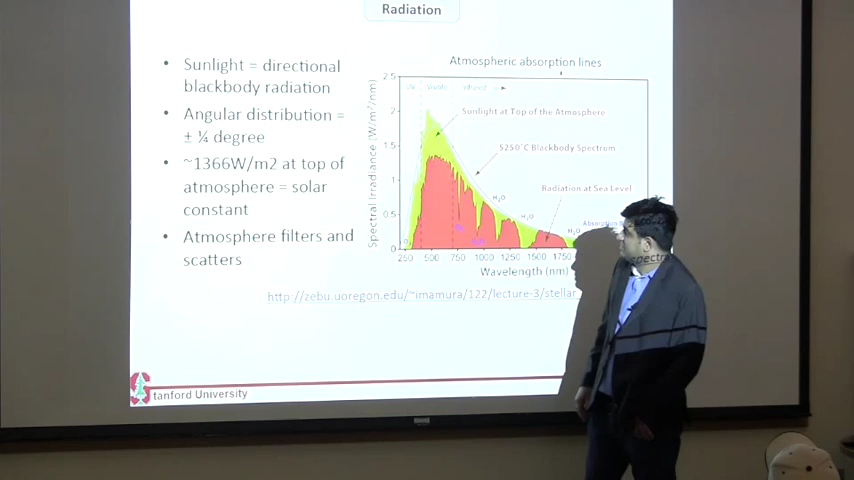 Radiation
• Sunlight = directional
blackbody radiation
• Angular distribution =
± ¼ degree
• ~1366W/m2 at top of
atmosphere = solar
constant
• Atmosphere filters and
scatters
Atmospheric absorption lines
UV Visible Infrared
Sunlight at Top of the Atmosphere
5250°C Blackbody Spectrum
Radiation at Sea Level
H₂O
H₂O
H₂O
Absorption
Spectral Irradiance (W/m²/nm)
2.5
2
1.5
1
0.5
0
250 500 750 1000 1250 1500 1750
Wavelength (nm)
http://zebu.uoregon.edu/~imamura/122/lecture-3/stellar_
Stanford University